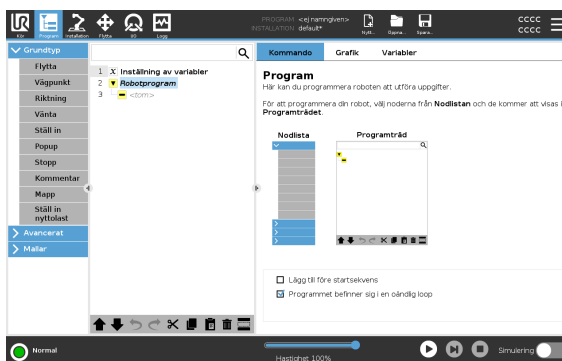 PROGRAM <ej namngiven>
INSTALLATION default*
Kör
Program
Installation
Flytta
I/O
Logg
Nytt...
Öppna...
Spara...
CCCC
CCCC
Grundtyp
Flytta
Vägpunkt
Riktning
Vänta
Ställ in
Popup
Stopp
Kommentar
Mapp
Ställ in
nyttolast
Avancerat
Mallar
1 X Inställning av variabler
2 Robotprogram
3 <tom>
Kommando Grafik Variabler
Program
Här kan du programmera roboten att utföra uppgifter.
För att programmera din robot, välj noderna från Nodlistan och de kommer att visas i
Programträdet.
Nodlista Programträd
Lägg till före startsekvens
Programmet befinner sig i en oändlig loop
Normal
Hastighet 100%
Simulering